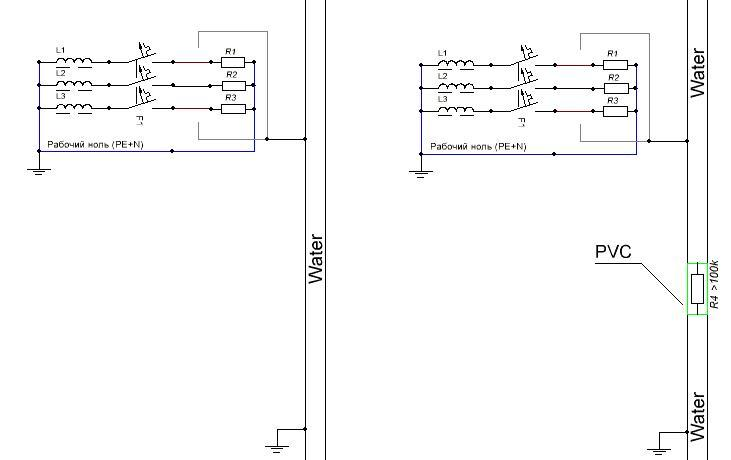 L1
R1
L2
R2
L3
R3
F1
Рабочий ноль (PE+N)
Water
L1
R1
L2
R2
L3
R3
F1
Рабочий ноль (PE+N)
Water
PVC
R4 >100k
Water